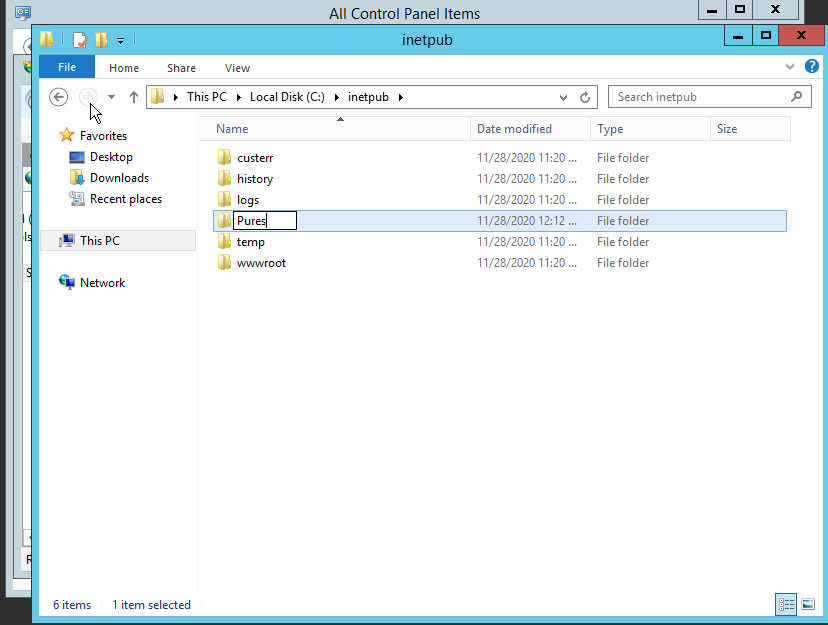 All Control Panel Items
inetpub
File Home Share View
This PC Local Disk (C:) inetpub
Search inetpub
Name Date modified Type Size
Favorites
Desktop
Downloads
Recent places
This PC
Network
custerr 11/28/2020 11:20 ... File folder
history 11/28/2020 11:20 ... File folder
logs 11/28/2020 11:20 ... File folder
Pures 11/28/2020 12:12 ... File folder
temp 11/28/2020 11:20 ... File folder
wwwroot 11/28/2020 11:20 ... File folder
6 items 1 item selected